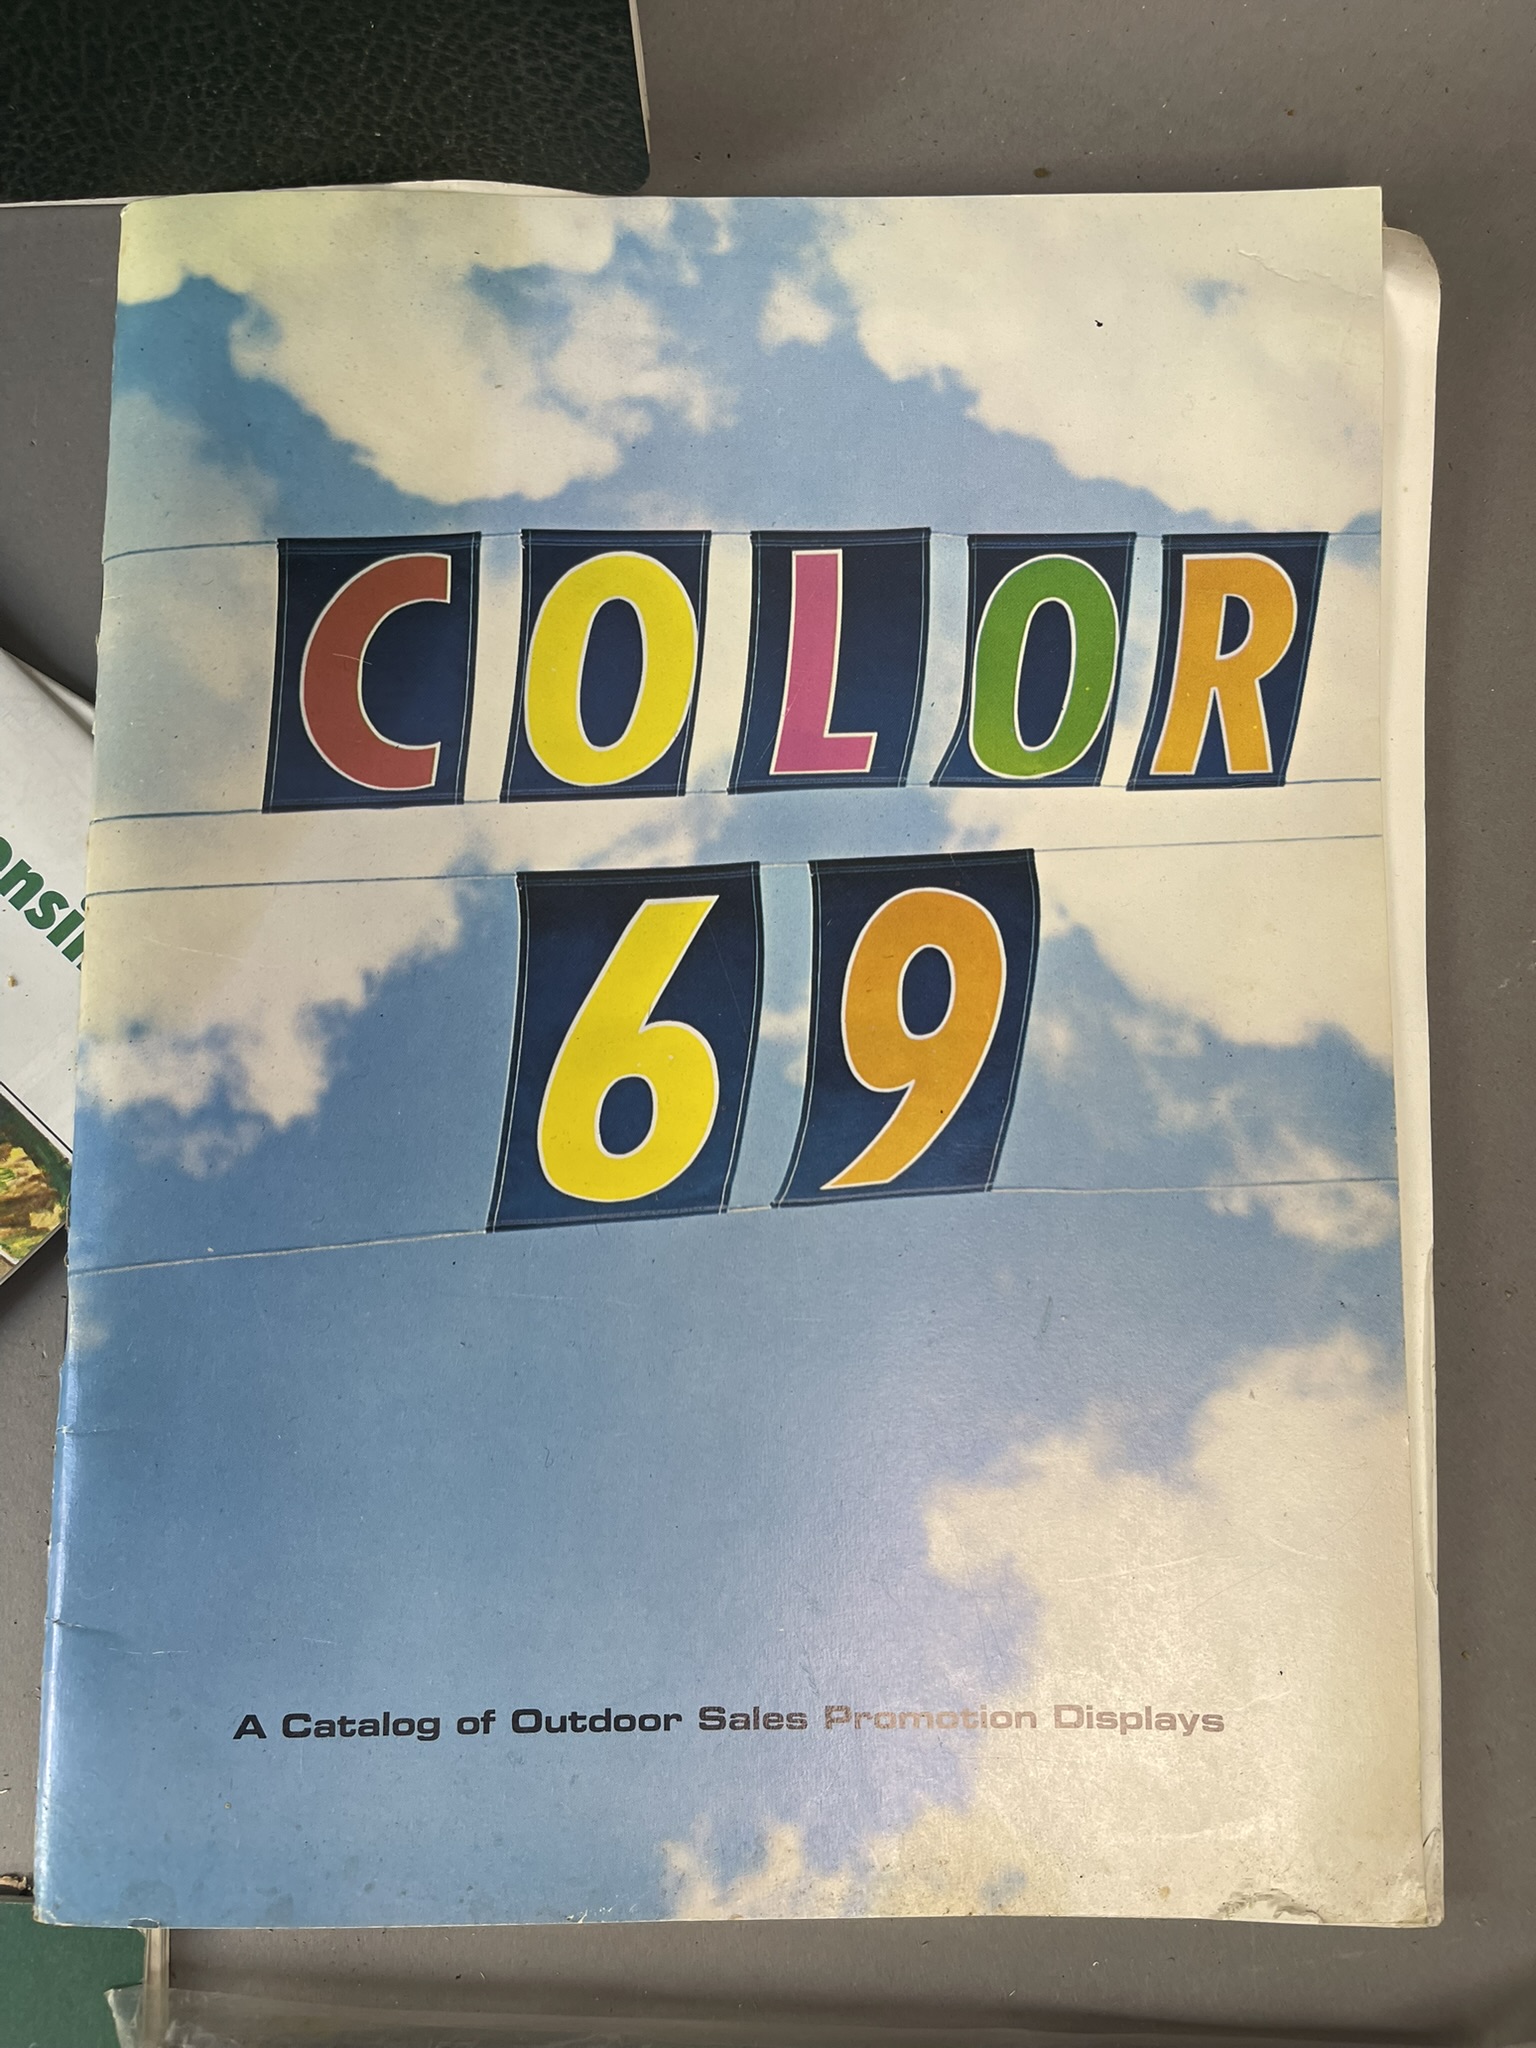 COLOR
69
A Catalog of Outdoor Sales Promotion Displays